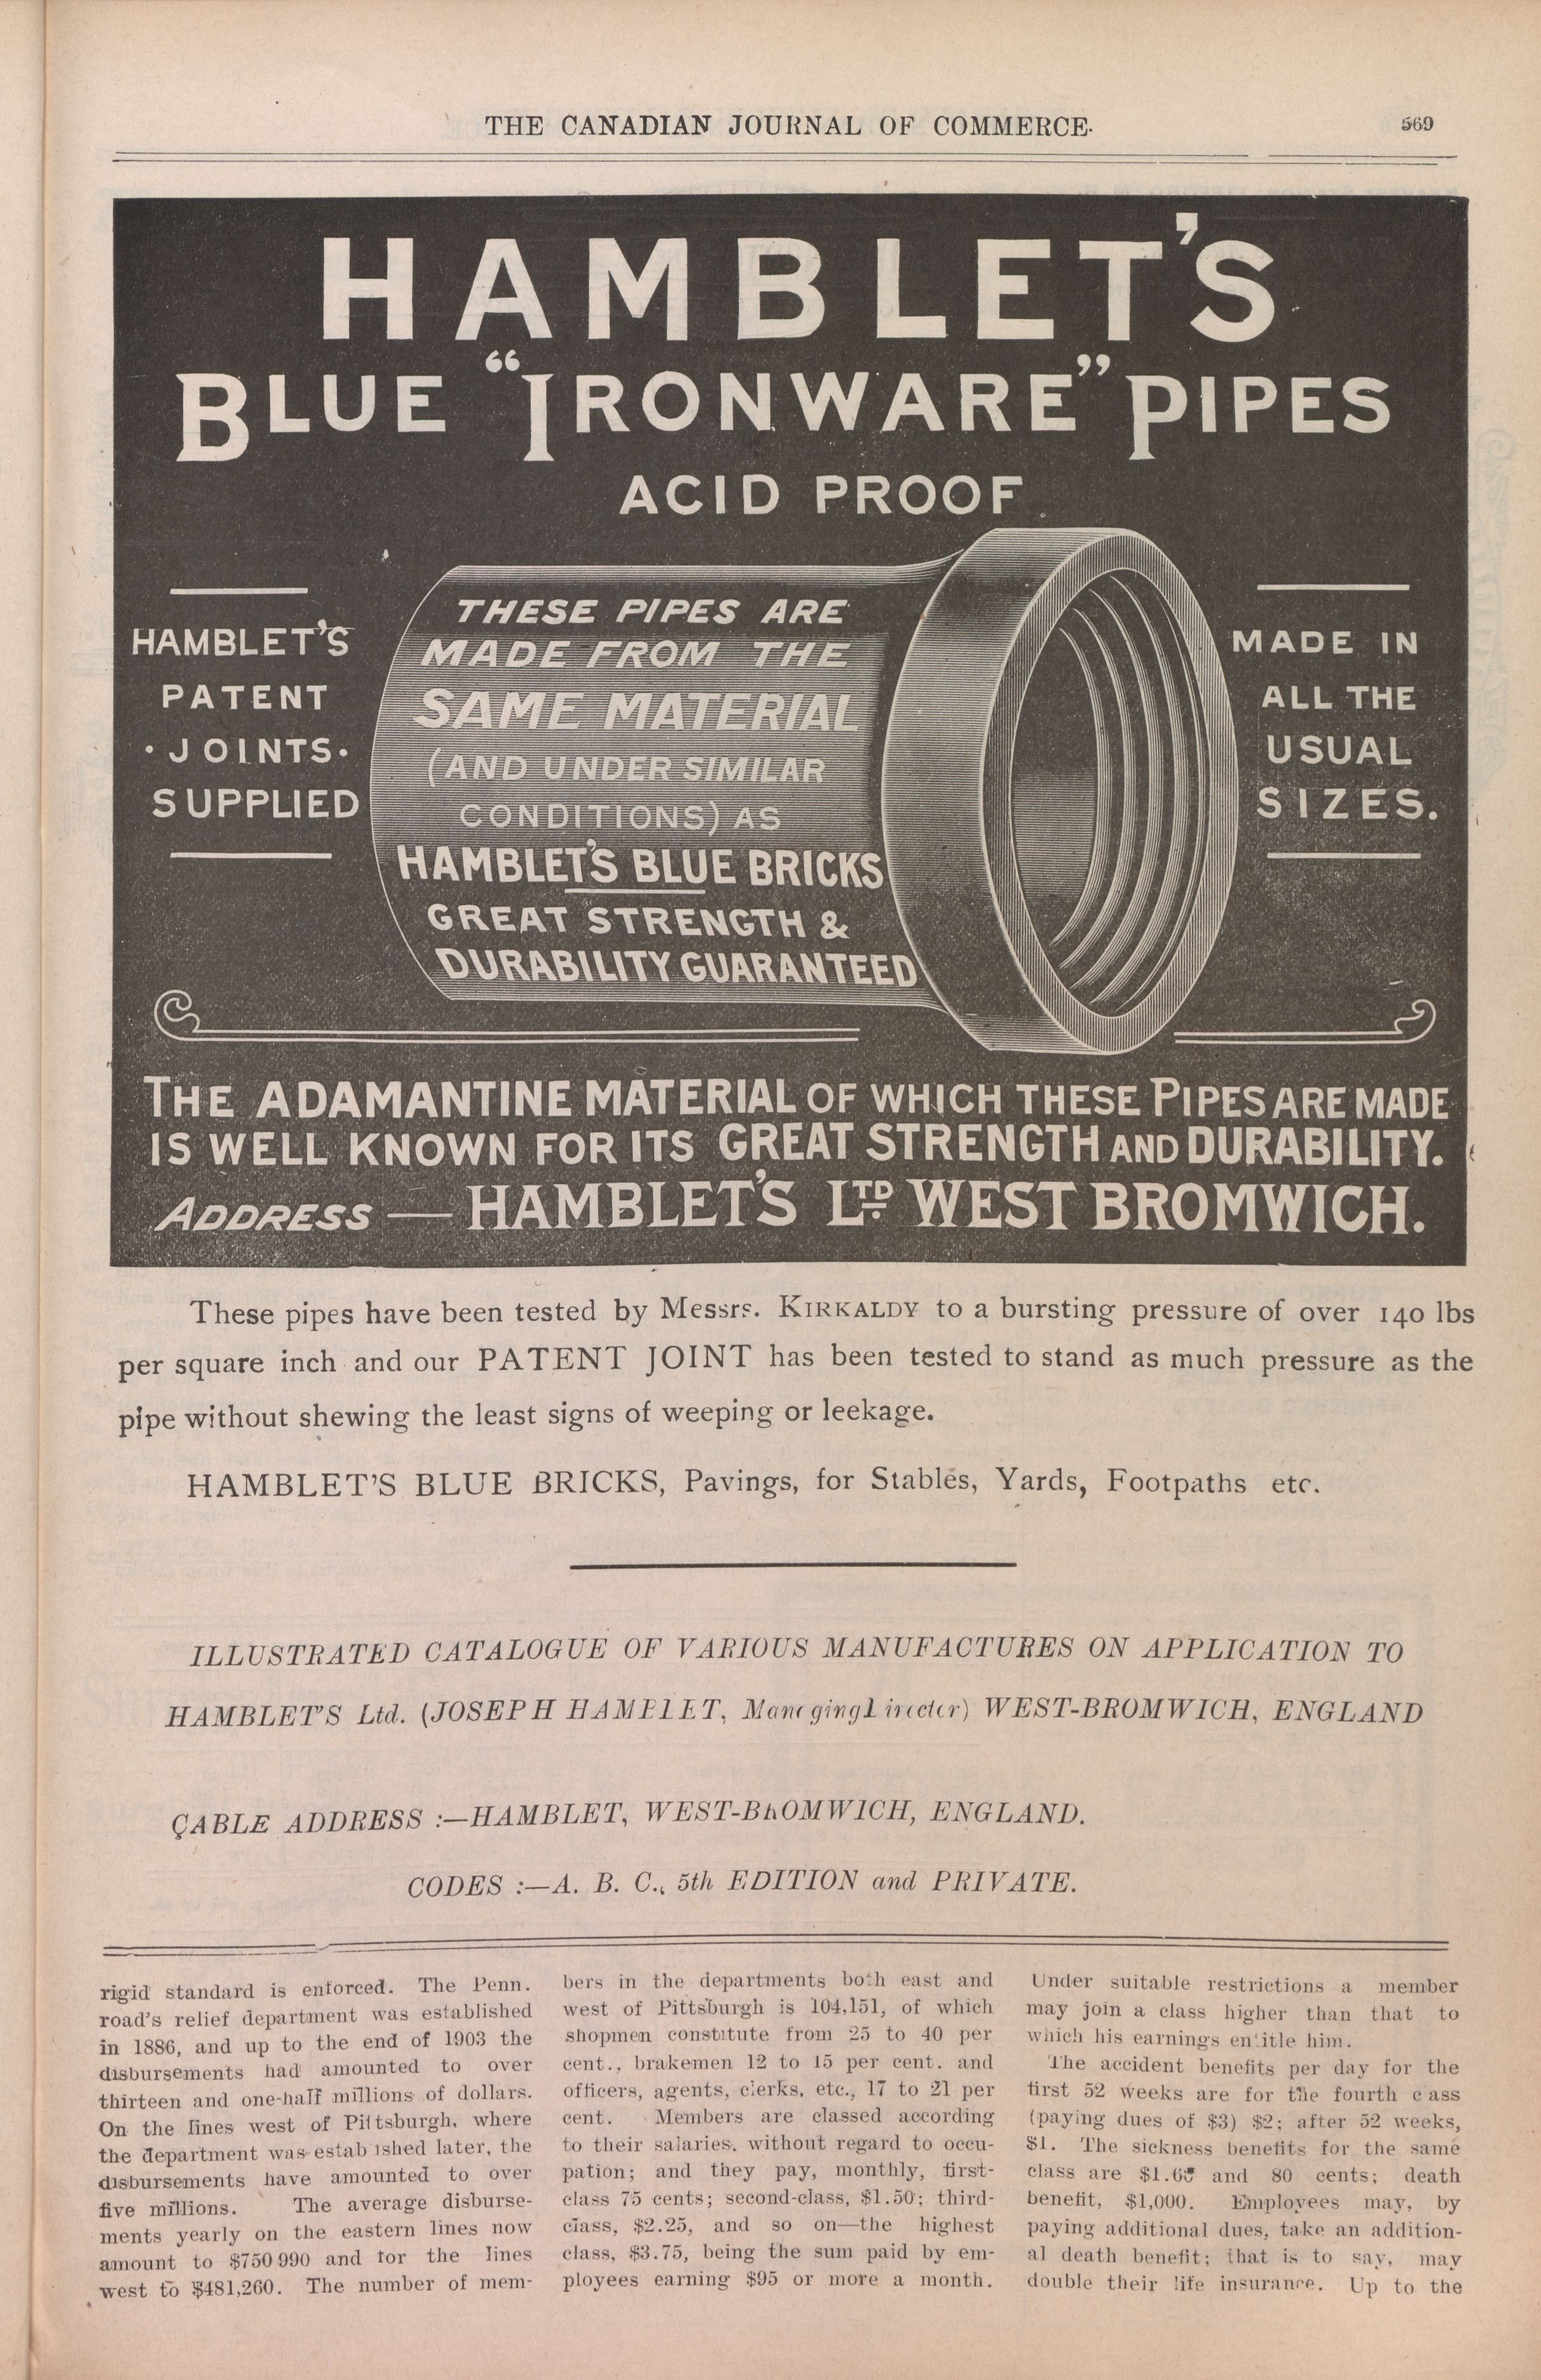 THE CANADIAN JOURNAL OF COMMERCE.
569
HAMBLET'S
BLUE "IRONWARE" PIPES
ACID PROOF
HAMBLET'S
PATENT
·JOINTS·
SUPPLIED
THESE PIPES ARE
MADE FROM THE
SAME MATERIAL
(AND UNDER SIMILAR
CONDITIONS) AS
HAMBLET'S BLUE BRICKS
GREAT STRENGTH &
DURABILITY GUARANTEED
MADE IN
ALL THE
USUAL
SIZES.
THE ADAMANTINE MATERIAL OF WHICH THESE PIPES ARE MADE
IS WELL KNOWN FOR ITS GREAT STRENGTH AND DURABILITY.
ADDRESS — HAMBLET'S LTD. WEST BROMWICH.
These pipes have been tested by Messrs. KIRKALDY to a bursting pressure of over 140 lbs
per square inch and our PATENT JOINT has been tested to stand as much pressure as the
pipe without shewing the least signs of weeping or leekage.
HAMBLET'S BLUE BRICKS, Pavings, for Stables, Yards, Footpaths etc.
ILLUSTRATED CATALOGUE OF VARIOUS MANUFACTURES ON APPLICATION TO
HAMBLET'S Ltd. (JOSEPH HAMBLET, Managing Director) WEST-BROMWICH, ENGLAND
CABLE ADDRESS :—HAMBLET, WEST-BROMWICH, ENGLAND.
CODES :—A. B. C., 5th EDITION and PRIVATE.
rigid standard is enforced. The Penn.
road's relief department was established
in 1886, and up to the end of 1903 the
disbursements had amounted to over
thirteen and one-half millions of dollars.
On the lines west of Pittsburgh, where
the department was established later, the
disbursements have amounted to over
five millions. The average disburse-
ments yearly on the eastern lines now
amount to $750 990 and for the lines
west to $481,260. The number of mem-
bers in the departments both east and
west of Pittsburgh is 104,151, of which
shopmen constitute from 25 to 40 per
cent., brakemen 12 to 15 per cent. and
officers, agents, clerks, etc., 17 to 21 per
cent. Members are classed according
to their salaries, without regard to occu-
pation; and they pay, monthly, first-
class 75 cents; second-class, $1.50; third-
class, $2.25, and so on—the highest
class, $3.75, being the sum paid by em-
ployees earning $95 or more a month.
Under suitable restrictions a member
may join a class higher than that to
which his earnings entitle him.
The accident benefits per day for the
first 52 weeks are for the fourth class
(paying dues of $3) $2; after 52 weeks,
$1. The sickness benefits for the same
class are and 80 cents; death
benefit, $1,000. Employees may, by
paying additional dues, take an addition-
al death benefit; that is to say, may
double their life insurance. Up to the